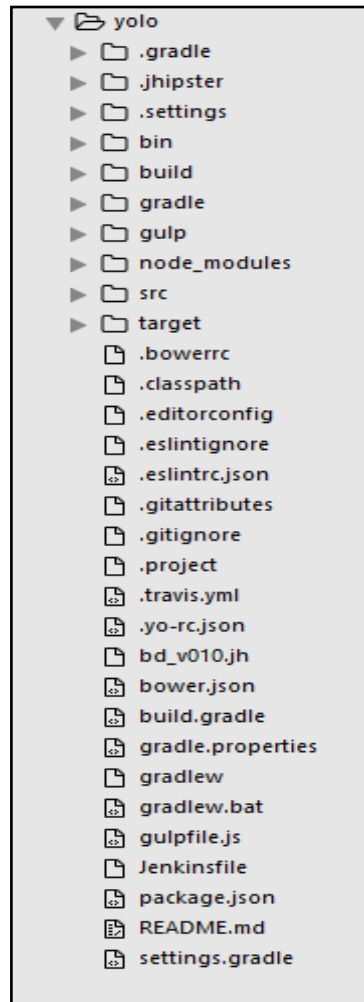 yolo
.gradle
.jhipster
.settings
bin
build
gradle
gulp
node_modules
src
target
.bowerrc
.classpath
.editorconfig
.eslintignore
.eslintrc.json
.gitattributes
.gitignore
.project
.travis.yml
.yo-rc.json
bd_v010.jh
bower.json
build.gradle
gradle.properties
gradlew
gradlew.bat
gulpfile.js
Jenkinsfile
package.json
README.md
settings.gradle